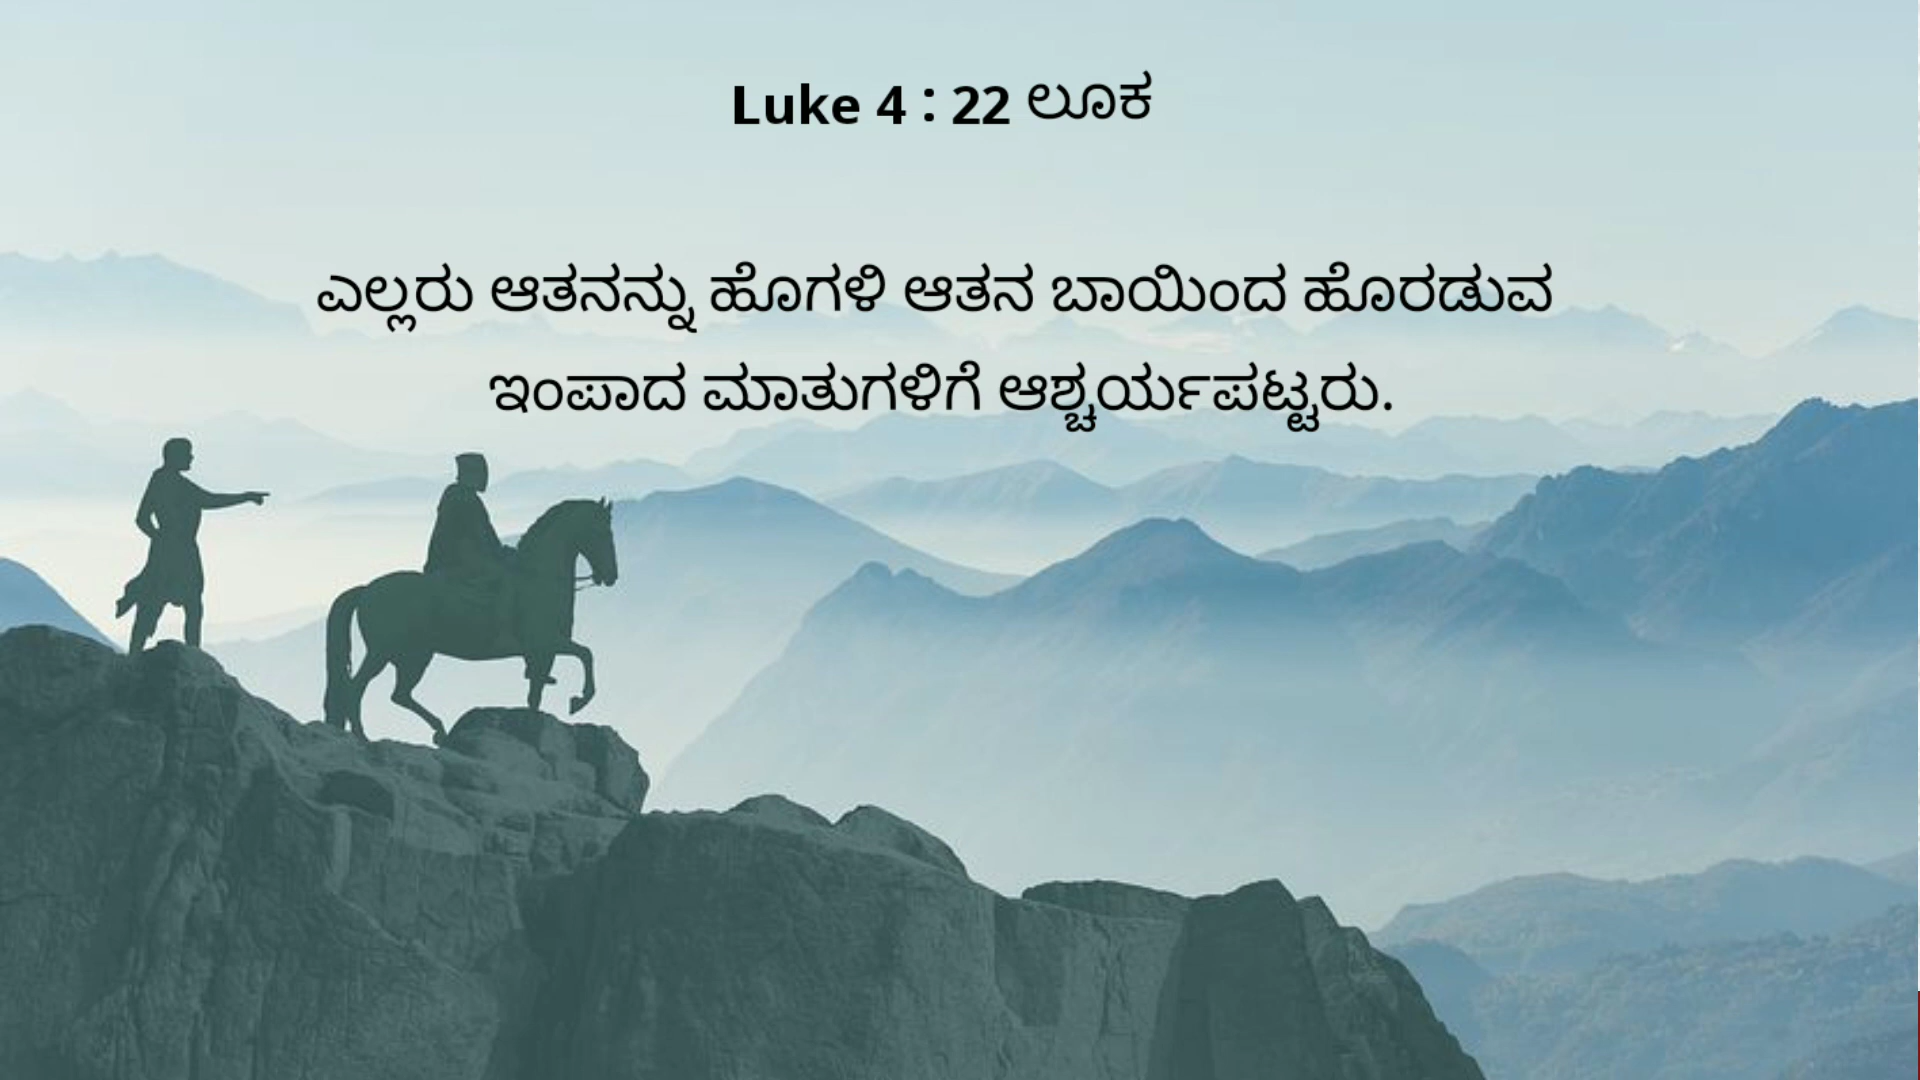 Luke 4 : 22 ಲೂಕ
ಎಲ್ಲರು ಆತನನ್ನು ಹೊಗಳಿ ಆತನ ಬಾಯಿಂದ ಹೊರಡುವ
ಇಂಪಾದ ಮಾತುಗಳಿಗೆ ಆಶ್ಚರ್ಯಪಟ್ಟರು.